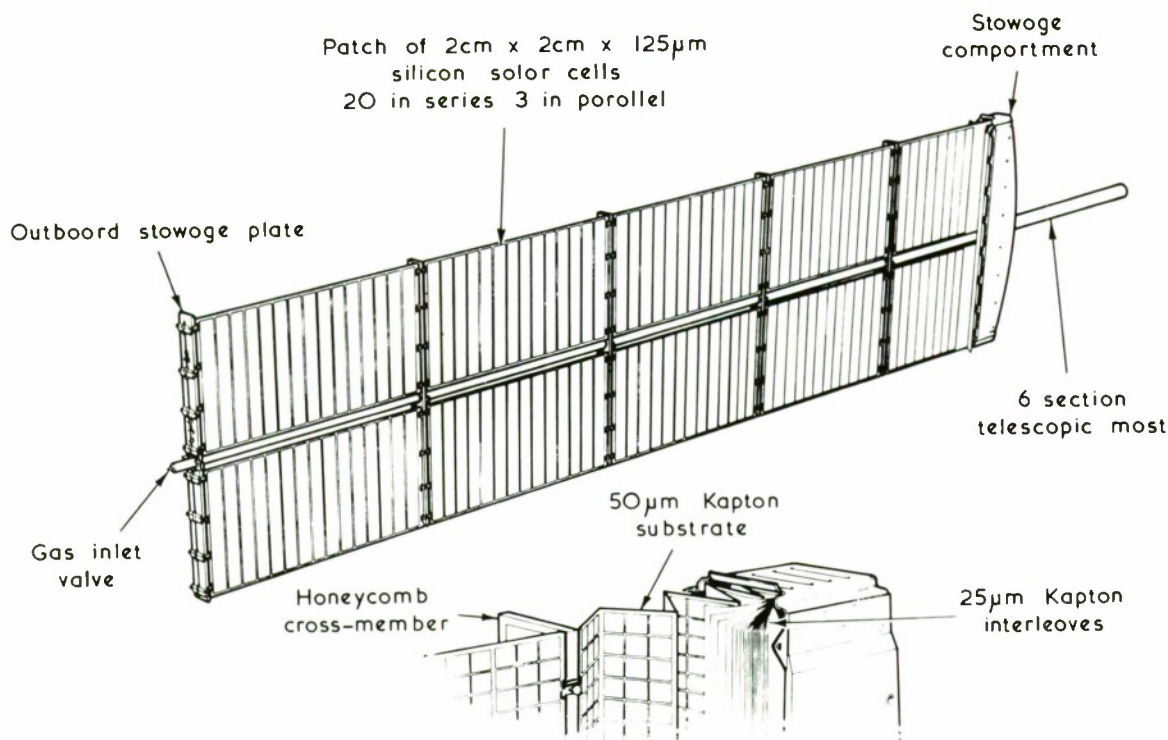 Patch of 2cm x 2cm x 125μm
silicon solor cells
20 in series 3 in porollel
Stowoge
compartment
Outboord stowoge plate
6 section
telescopic most
Gas inlet
valve
50μm Kapton
substrate
Honeycomb
cross-member
25μm Kapton
interleoves